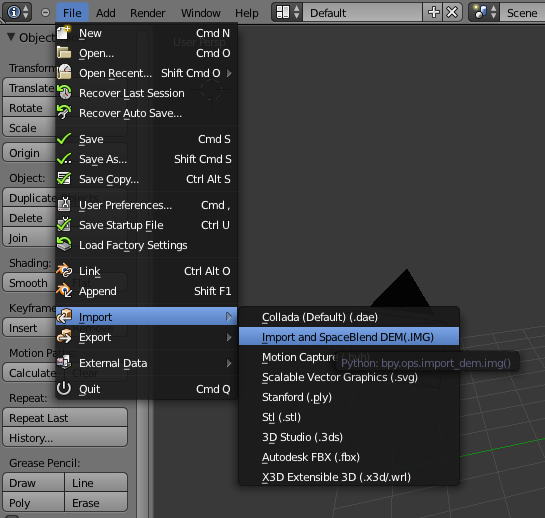 File Add Render Window Help Default Scene
Object
User Persp
Transform
Translate
Rotate
Scale
Origin
Object:
Duplicate
Delete
Join
Shading:
Smooth
Keyframe
Insert
Motion Pa
Calculate
Repeat:
Repeat Last
History...
Grease Pencil:
Draw Line
Poly Erase
New Cmd N
Open... Cmd O
Open Recent... Shift Cmd O
Recover Last Session
Recover Auto Save...
Save Cmd S
Save As... Shift Cmd S
Save Copy... Ctrl Alt S
User Preferences... Cmd ,
Save Startup File Ctrl U
Load Factory Settings
Link Ctrl Alt O
Append Shift F1
Import
Export
External Data
Quit Cmd Q
Collada (Default) (.dae)
Import and SpaceBlend DEM(.IMG)
Motion Capture (.bvh)
Python: bpy.ops.import_dem.img()
Scalable Vector Graphics (.svg)
Stanford (.ply)
Stl (.stl)
3D Studio (.3ds)
Autodesk FBX (.fbx)
X3D Extensible 3D (.x3d/.wrl)